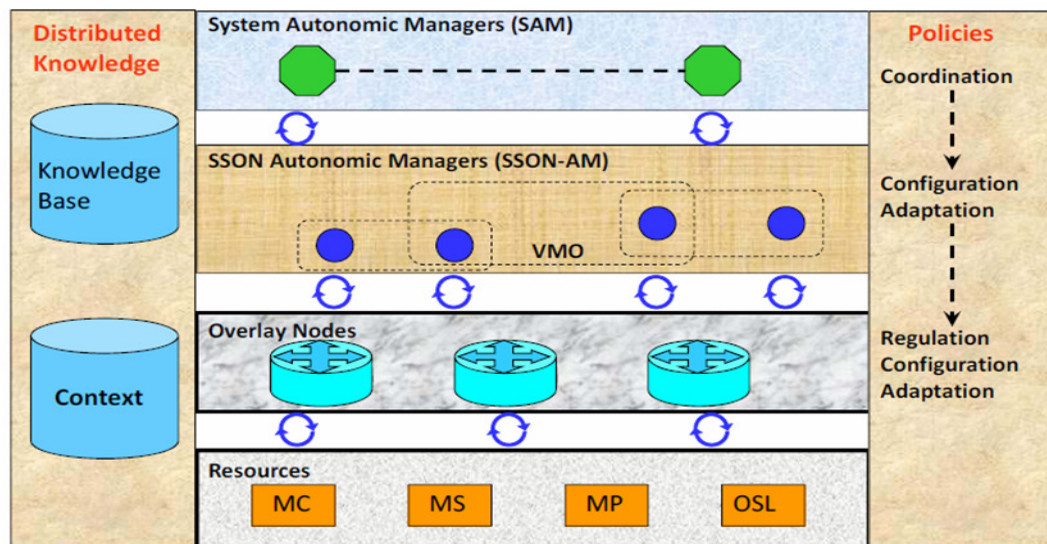 Distributed
Knowledge
Knowledge
Base
Context
System Autonomic Managers (SAM)
SSON Autonomic Managers (SSON-AM)
VMO
Overlay Nodes
Resources
MC
MS
MP
OSL
Policies
Coordination
Configuration
Adaptation
Regulation
Configuration
Adaptation